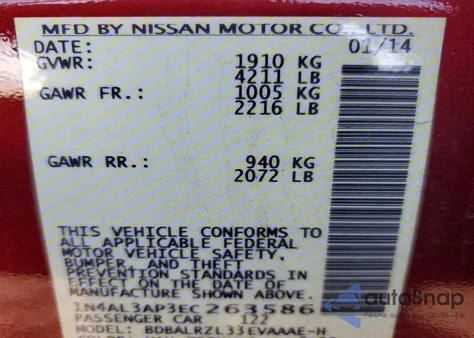 MFD BY NISSAN MOTOR CO., LTD.
DATE: 01/14
GVWR: 1910 KG
4211 LB
GAWR FR.: 1005 KG
2216 LB
GAWR RR.: 940 KG
2072 LB
THIS VEHICLE CONFORMS TO
ALL APPLICABLE FEDERAL
MOTOR VEHICLE SAFETY,
BUMPER, AND THEFT
PREVENTION STANDARDS IN
EFFECT ON THE DATE OF
MANUFACTURE SHOWN ABOVE.
1N4AL3AP3EC263586
PASSENGER CAR 122
MODEL: BDBALRZL33EVAAAE-H
autoSnap